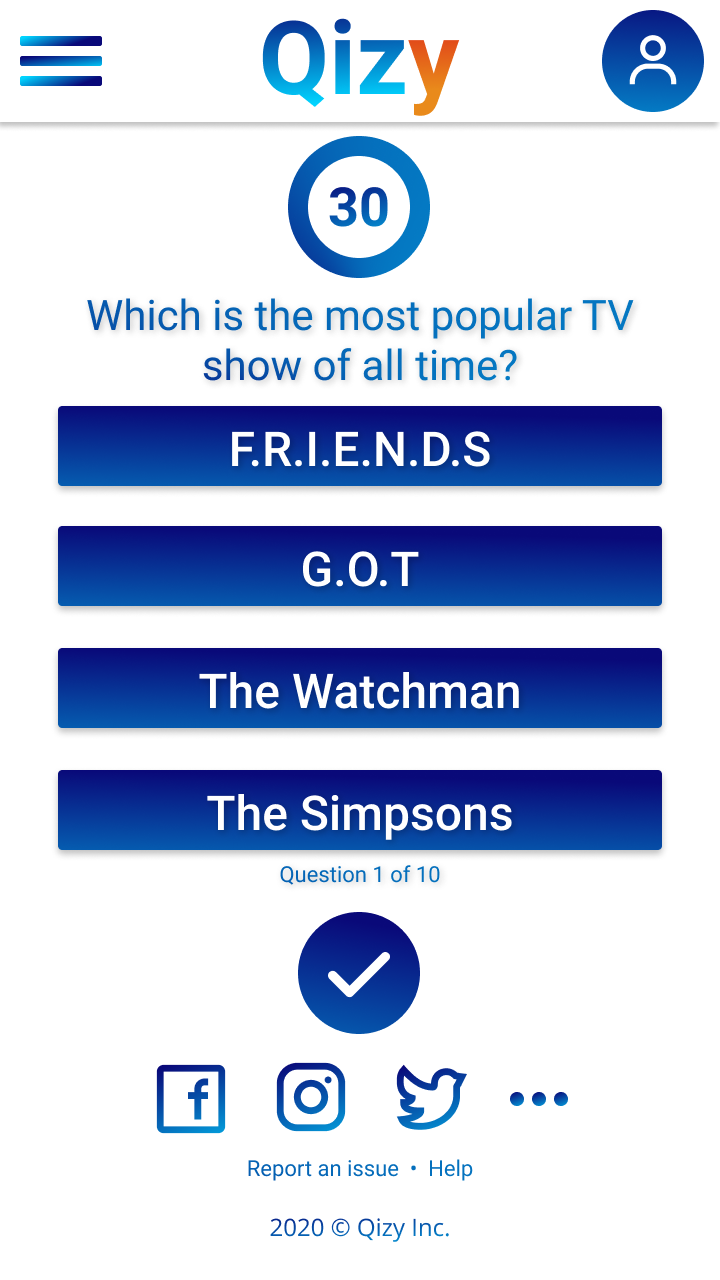 Qizy
30
Which is the most popular TV
show of all time?
F.R.I.E.N.D.S
G.O.T
The Watchman
The Simpsons
Question 1 of 10
Report an issue • Help
2020 © Qizy Inc.